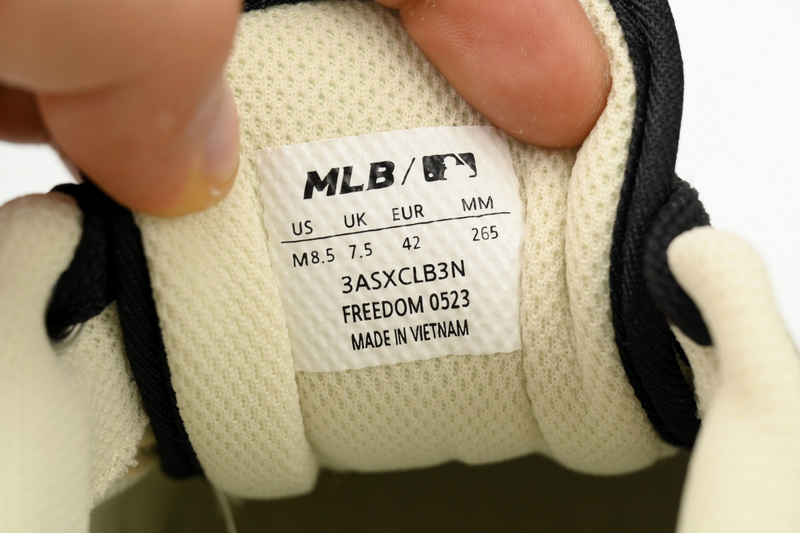 MLB/
US UK EUR MM
M8.5 7.5 42 265
3ASXCLB3N
FREEDOM 0523
MADE IN VIETNAM